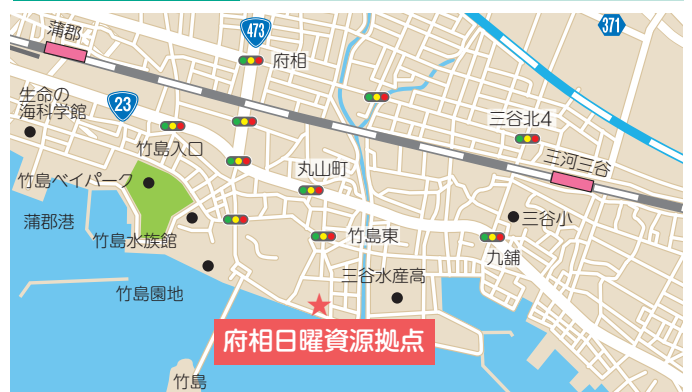 蒲郡
473
371
府相
生命の
海科学館
23
三谷北4
竹島入口
三河三谷
丸山町
竹島ベイパーク
三谷小
蒲郡港
竹島水族館
竹島東
九舗
三谷水産高
竹島園地
府相日曜資源拠点
竹島